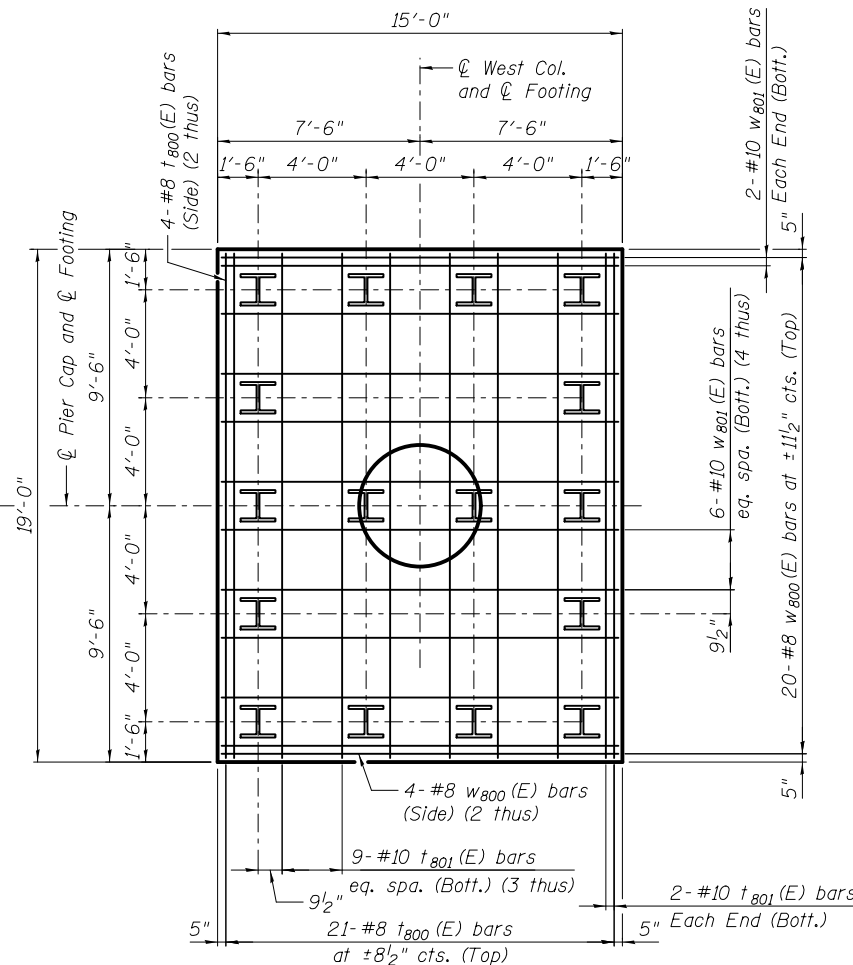 15'-0"
℄ West Col.
and ℄ Footing
7'-6" 7'-6"
1'-6" 4'-0" 4'-0" 4'-0" 1'-6"
4-#8 t800(E) bars
(Side) (2 thus)
2-#10 w801(E) bars
Each End (Bott.)
5"
℄ Pier Cap and ℄ Footing
19'-0"
9'-6"
9'-6"
1'-6"
4'-0"
4'-0"
4'-0"
4'-0"
1'-6"
6-#10 w801(E) bars
eq. spa. (Bott.) (4 thus)
9½"
20-#8 w800(E) bars at ±11½" cts. (Top)
5"
4-#8 w800(E) bars
(Side) (2 thus)
9-#10 t801(E) bars
eq. spa. (Bott.) (3 thus)
9½"
2-#10 t801(E) bars
Each End (Bott.)
5" 21-#8 t800(E) bars 5"
at ±8½" cts. (Top)